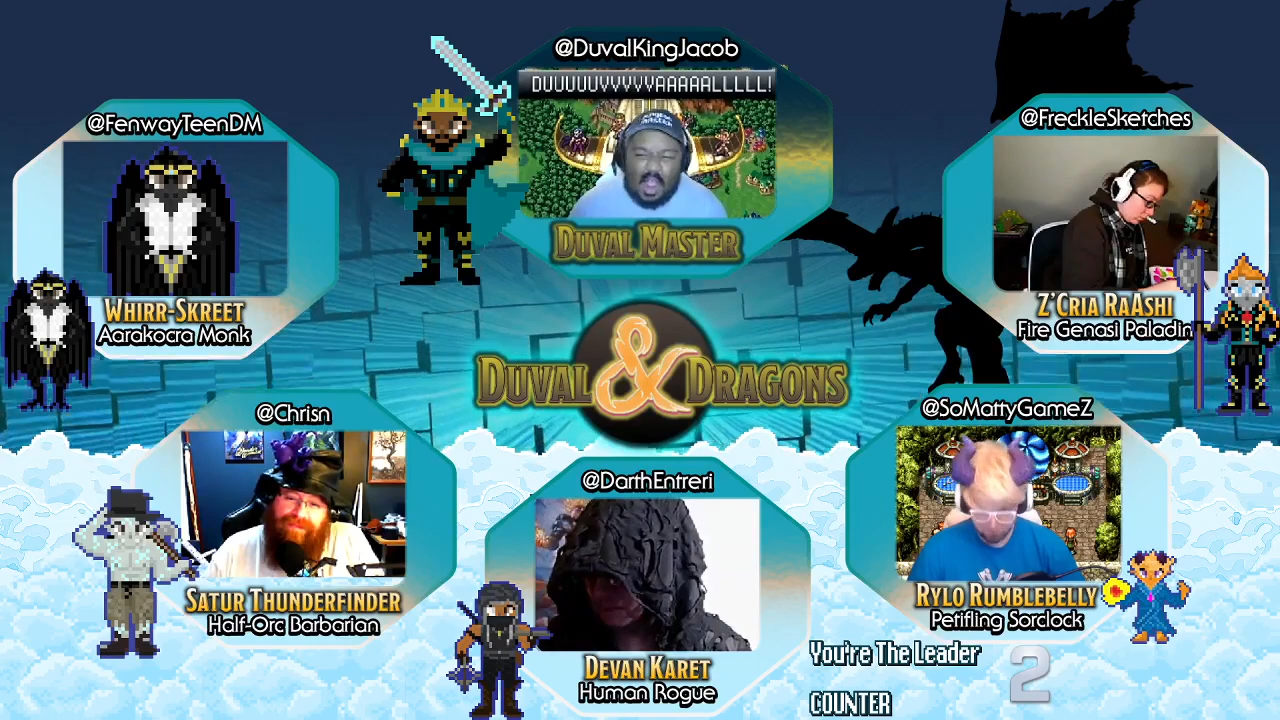 @DuvalKingJacob
DUUUUUVVVVVAAAAALLLLL!
DUVAL MASTER
@FenwayTeenDM
WHIRR-SKREET
Aarakocra Monk
@FreckleSketches
Z'CRIA RAASHI
Fire Genasi Paladin
DUVAL & DRAGONS
@Chrisn
SATUR THUNDERFINDER
Half-Orc Barbarian
@DarthEntreri
DEVAN KARET
Human Rogue
@SoMattyGameZ
RYLO RUMBLEBELLY
Petifling Sorclock
You're The Leader
COUNTER
2